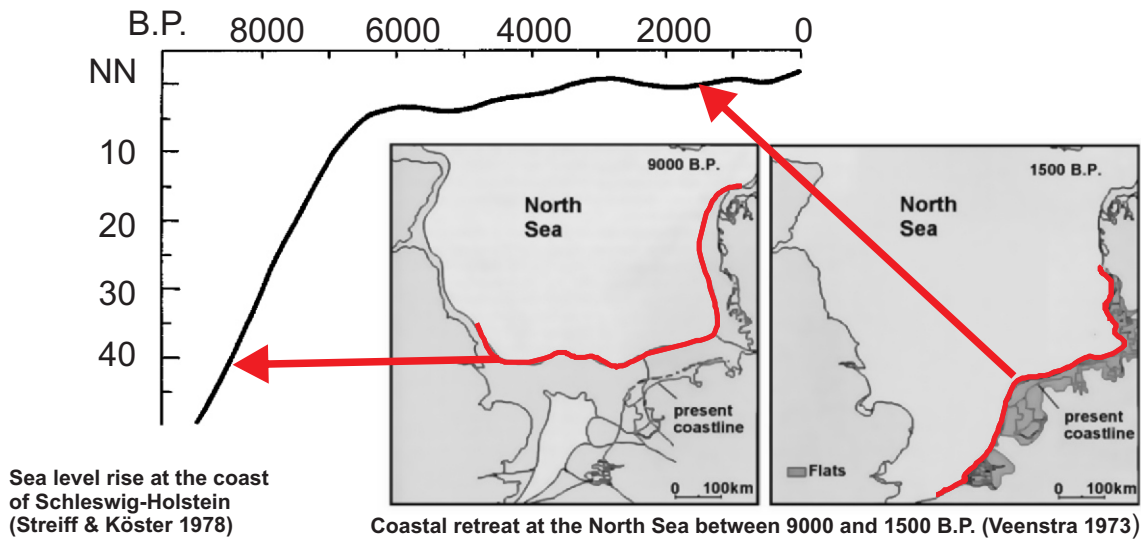 B.P. 8000 6000 4000 2000 0
NN
10
20
30
40
9000 B.P.
North
Sea
present
coastline
0 100km
1500 B.P.
North
Sea
present
coastline
Flats
0 100km
Sea level rise at the coast
of Schleswig-Holstein
(Streiff & Köster 1978)
Coastal retreat at the North Sea between 9000 and 1500 B.P. (Veenstra 1973)